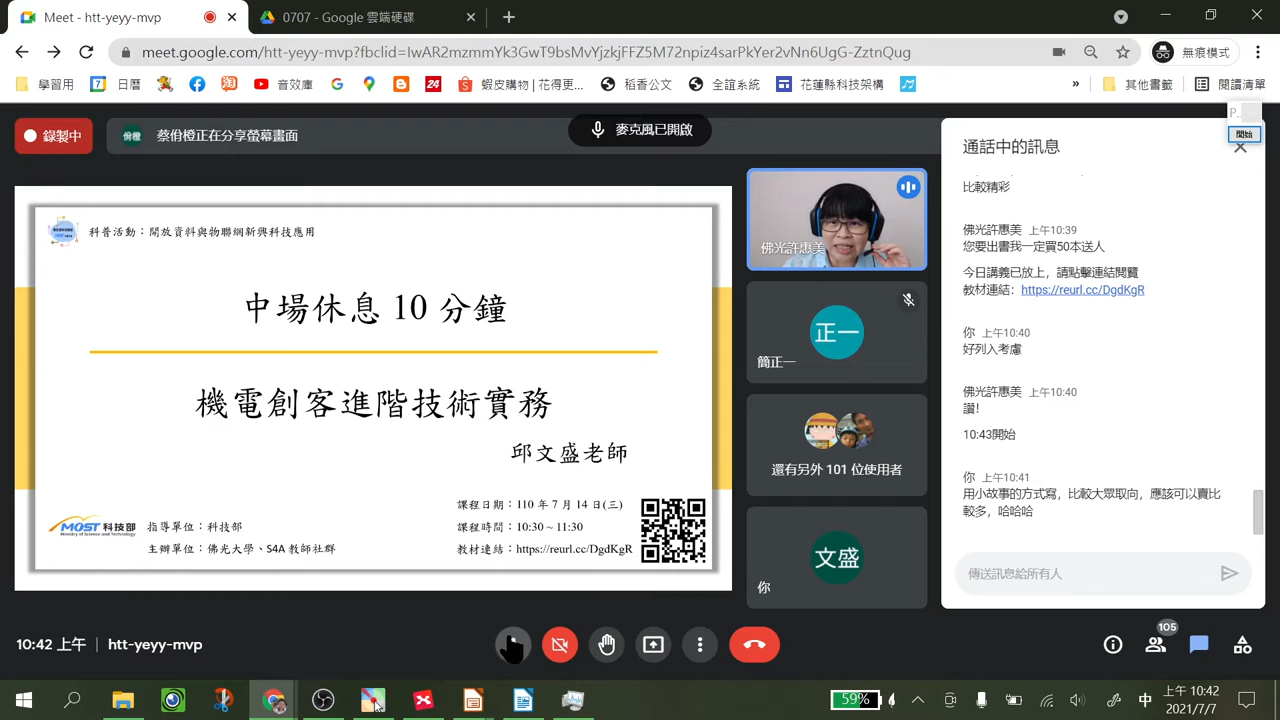 Meet - htt-yeyy-mvp
0707 - Google 雲端硬碟
meet.google.com/htt-yeyy-mvp?fbclid=IwAR2mzmmYk3GwT9bsMvYjzkjFFZ5M72npiz4sarPkYer2vNn6UgG-ZztnQug
無痕模式
學習用
7
日曆
淘
音效庫
24
蝦皮購物 | 花得更...
稻香公文
全誼系統
花蓮縣科技架構
»
其他書籤
閱讀清單
P...
開始
錄製中
份橙
蔡佾橙正在分享螢幕畫面
麥克風已開啟
通話中的訊息
比較精彩
佛光許惠美 上午10:39
您要出書我一定買50本送人
今日講義已放上，請點擊連結閱覽
教材連結：https://reurl.cc/DgdKgR
你 上午10:40
好列入考慮
佛光許惠美 上午10:40
讚!
10:43開始
你 上午10:41
用小故事的方式寫，比較大眾取向，應該可以賣比
較多，哈哈哈
傳送訊息給所有人
科普活動：開放資料與物聯網新興科技應用
中場休息 10 分鐘
機電創客進階技術實務
邱文盛老師
課程日期：110 年 7 月 14 日(三)
課程時間：10:30 ~ 11:30
教材連結：https://reurl.cc/DgdKgR
MOST 科技部
Ministry of Science and Technology
指導單位：科技部
主辦單位：佛光大學、S4A 教師社群
佛光許惠美
正一
簡正一
還有另外 101 位使用者
文盛
你
10:42 上午
htt-yeyy-mvp
105
59%
中
上午 10:42
2021/7/7